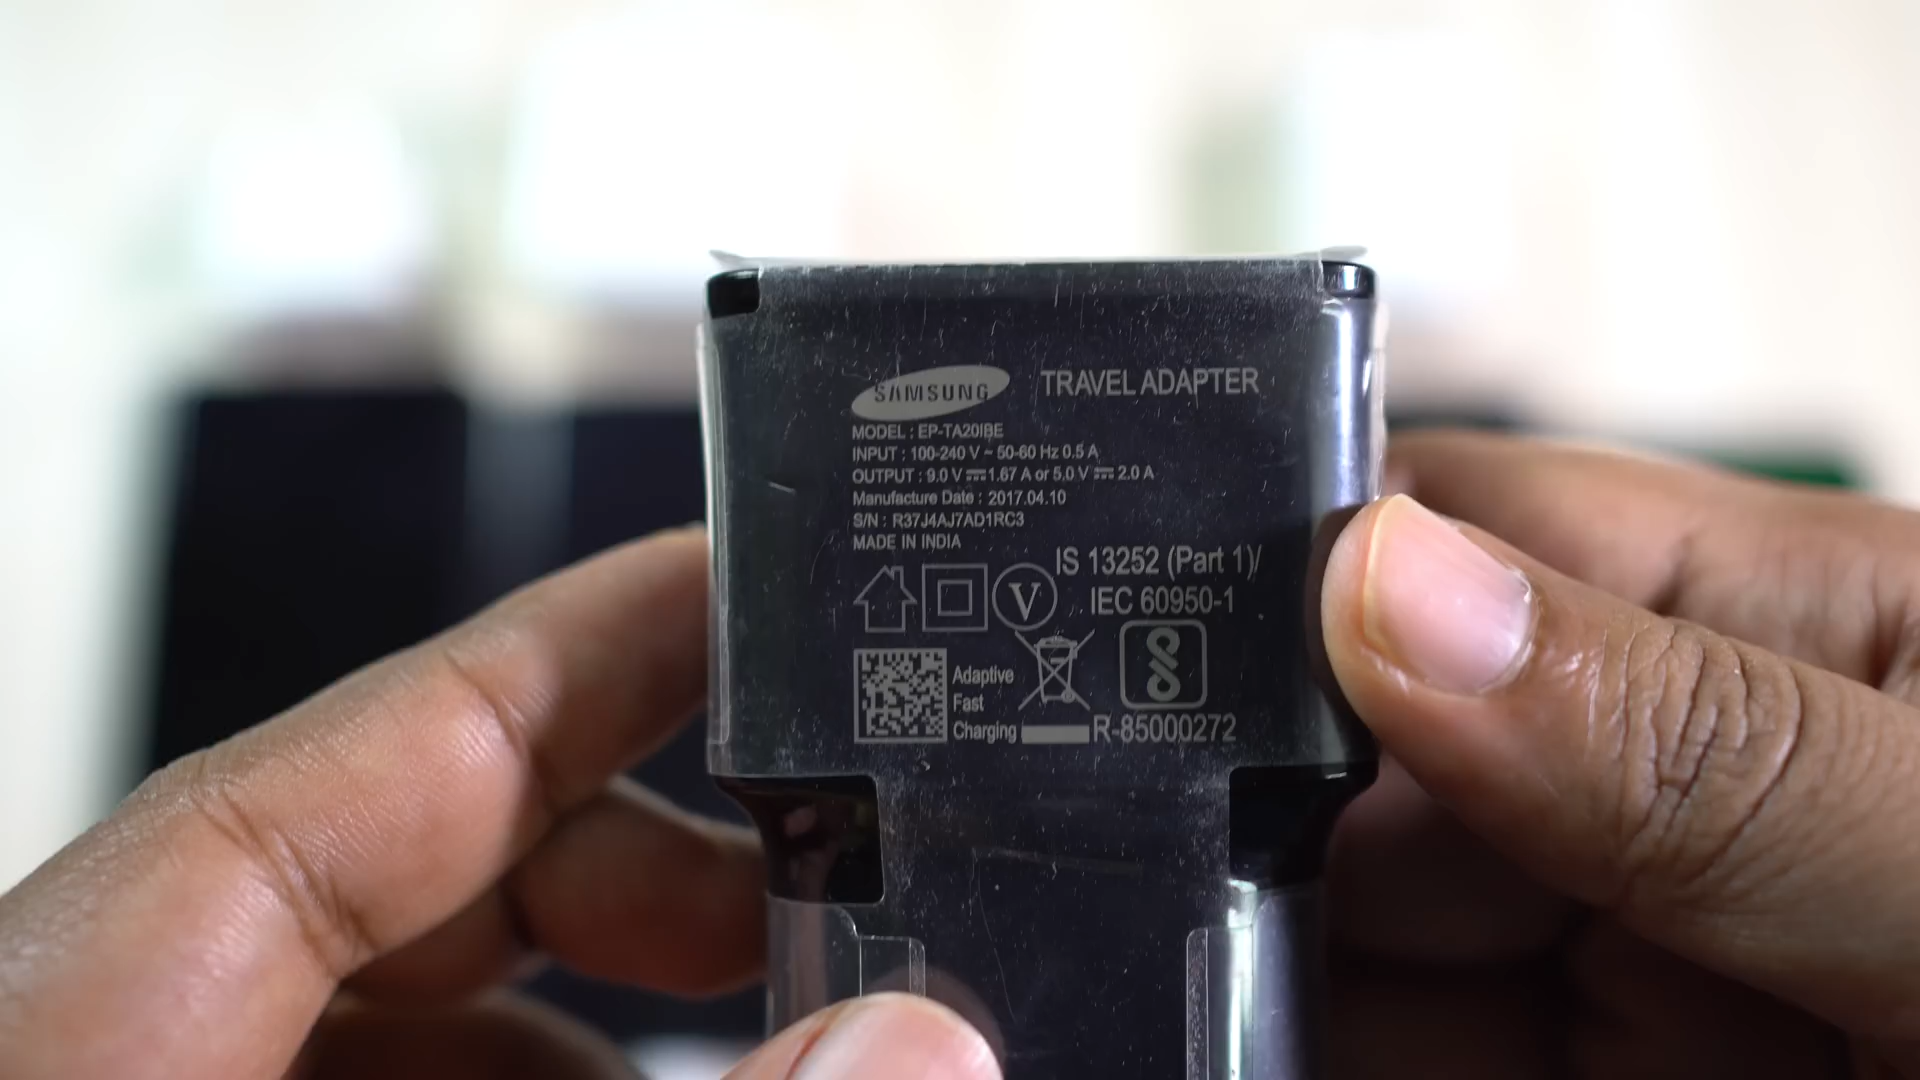 SAMSUNG TRAVEL ADAPTER
MODEL : EP-TA20IBE
INPUT : 100-240 V ~ 50-60 Hz 0.5 A
OUTPUT : 9.0 V ⎓ 1.67 A or 5.0 V ⎓ 2.0 A
Manufacture Date : 2017.04.10
S/N : R37J4AJ7AD1RC3
MADE IN INDIA
IS 13252 (Part 1)/
IEC 60950-1
V
Adaptive
Fast
Charging
R-85000272